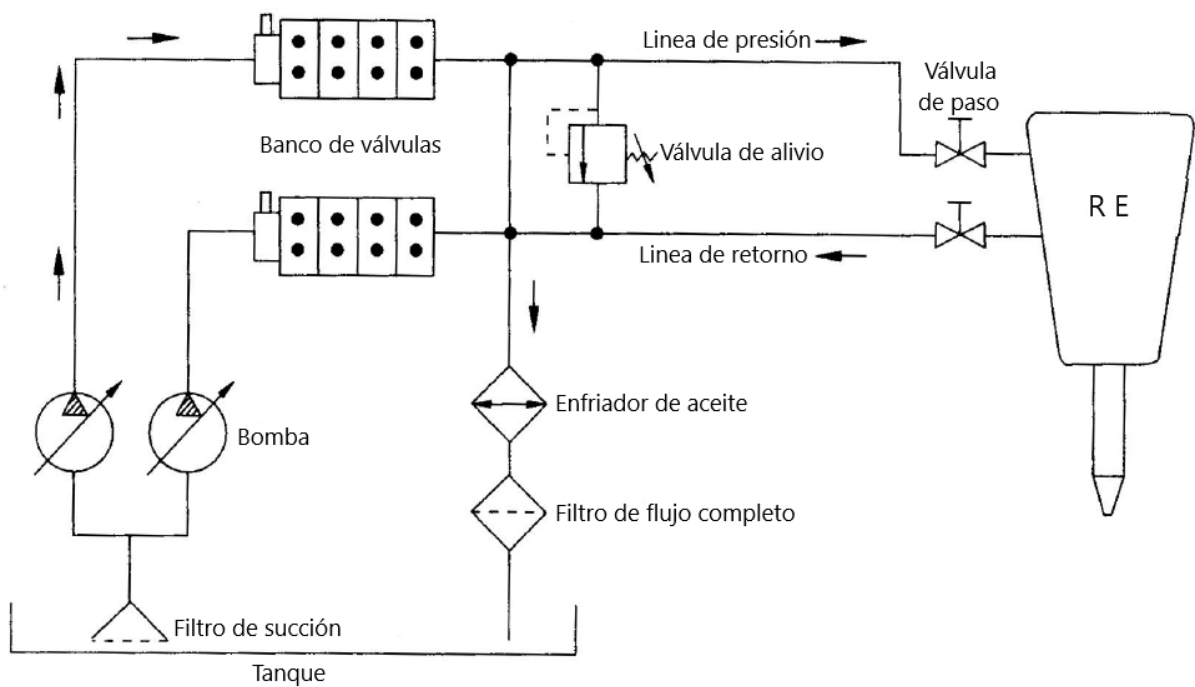 Linea de presión
Válvula
de paso
Banco de válvulas
Válvula de alivio
R E
Linea de retorno
Enfriador de aceite
Bomba
Filtro de flujo completo
Filtro de succión
Tanque